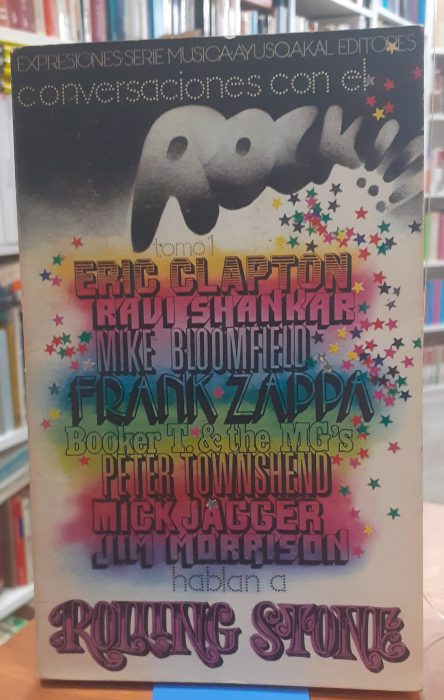 EXPRESIONES·SERIE MUSICA·AYUSO AKAL EDITORES
conversaciones con el
ROCK
tomo 1
ERIC CLAPTON
RAVI SHANKAR
MIKE BLOOMFIELD
FRANK ZAPPA
Booker T. & the MG's
PETER TOWNSHEND
MICK JAGGER
JIM MORRISON
hablan a
ROLLING STONE